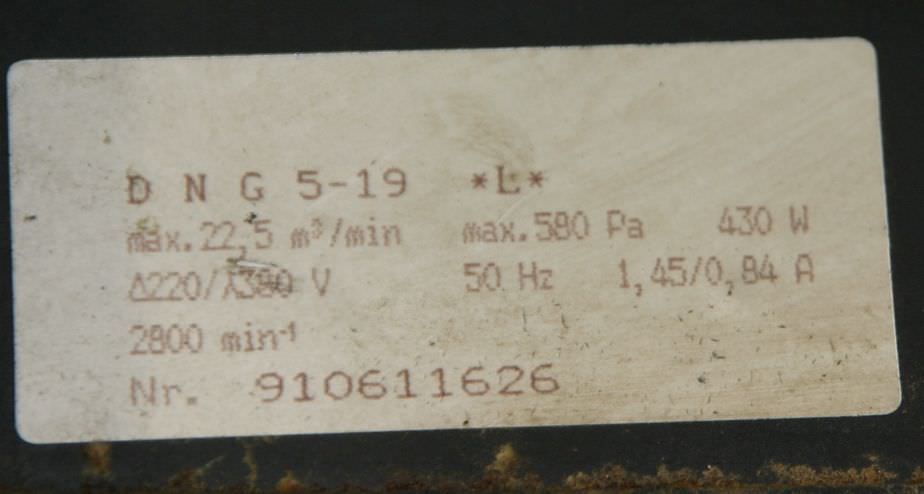 D N G 5-19 *L*
max.22,5 m³/min max.580 Pa 430 W
Δ220/⅄380 V 50 Hz 1,45/0,84 A
2800 min⁻¹
Nr. 910611626